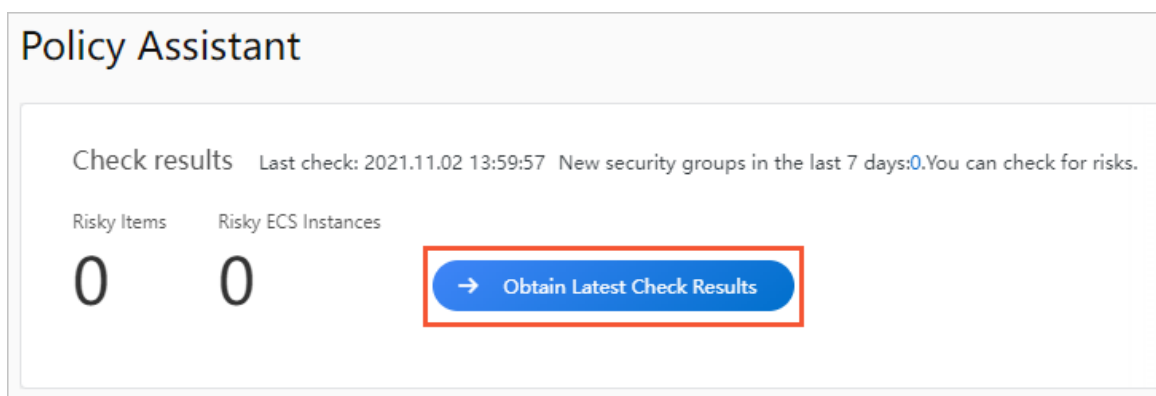 Policy Assistant
Check results Last check: 2021.11.02 13:59:57 New security groups in the last 7 days:0.You can check for risks.
Risky Items Risky ECS Instances
0 0
→ Obtain Latest Check Results